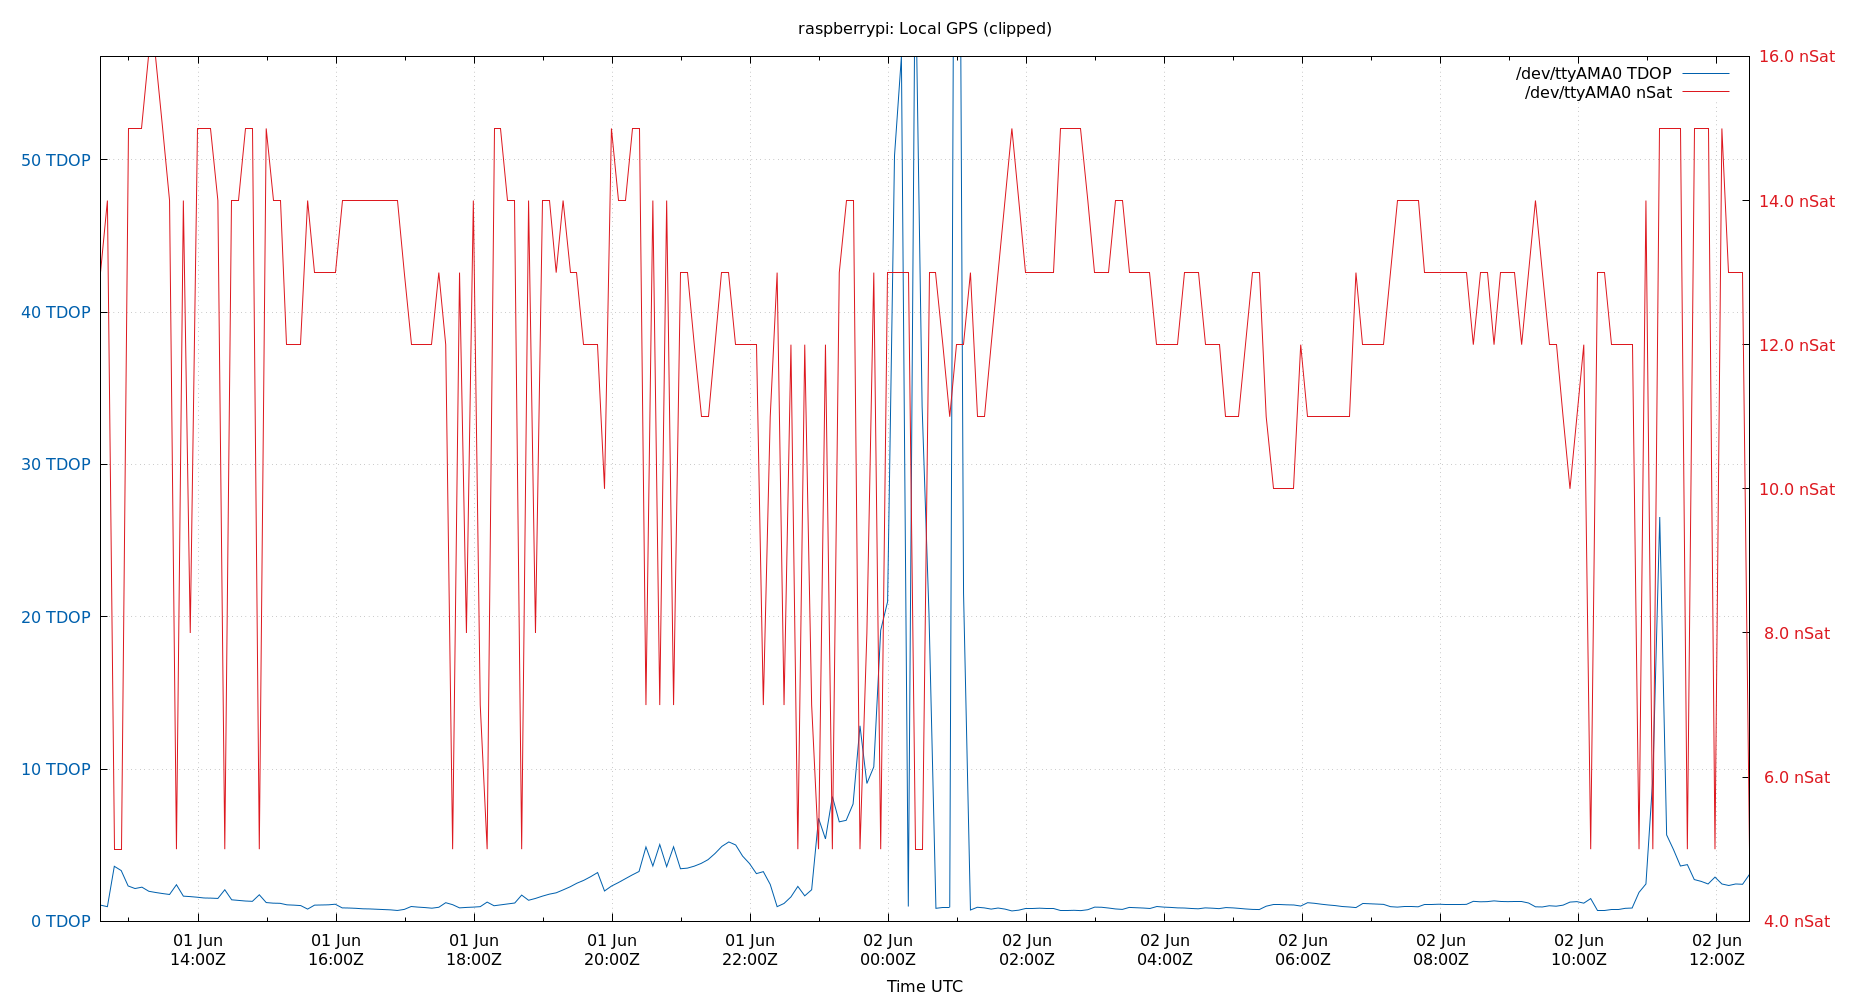 raspberrypi: Local GPS (clipped)
/dev/ttyAMA0 TDOP
/dev/ttyAMA0 nSat
50 TDOP
40 TDOP
30 TDOP
20 TDOP
10 TDOP
0 TDOP
16.0 nSat
14.0 nSat
12.0 nSat
10.0 nSat
8.0 nSat
6.0 nSat
4.0 nSat
01 Jun
14:00Z
01 Jun
16:00Z
01 Jun
18:00Z
01 Jun
20:00Z
01 Jun
22:00Z
02 Jun
00:00Z
02 Jun
02:00Z
02 Jun
04:00Z
02 Jun
06:00Z
02 Jun
08:00Z
02 Jun
10:00Z
02 Jun
12:00Z
Time UTC